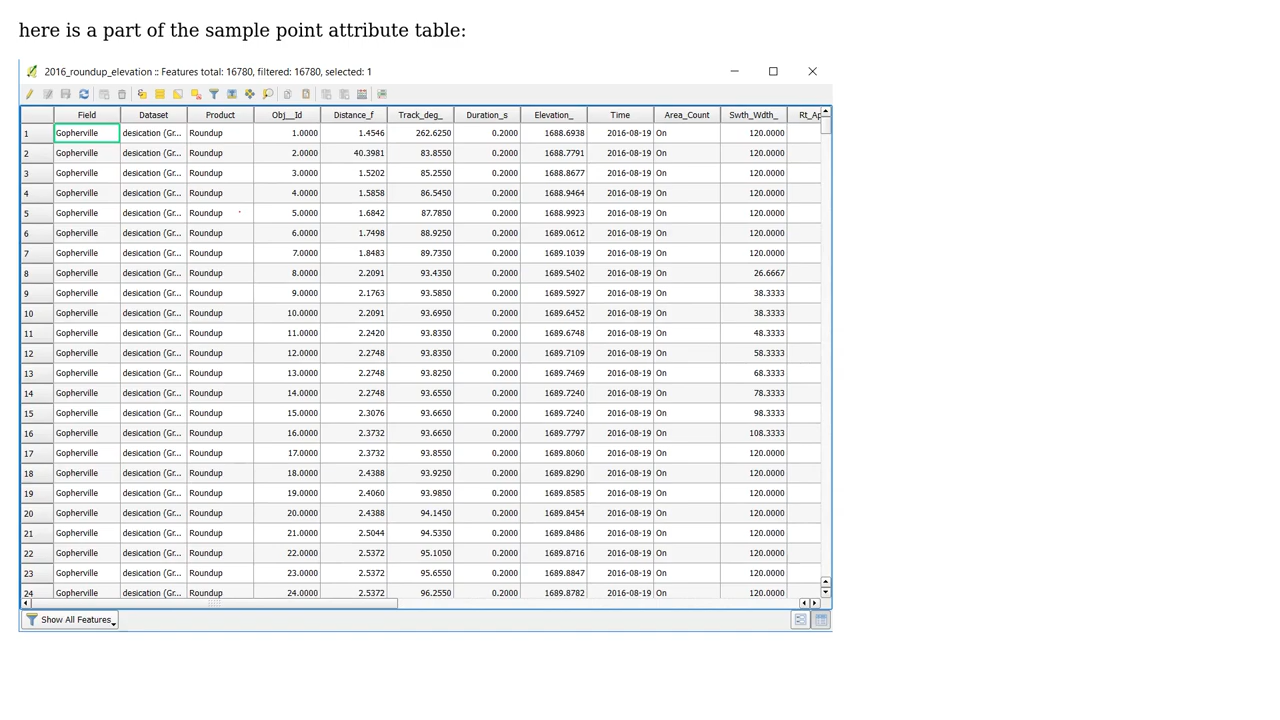 here is a part of the sample point attribute table:
2016_roundup_elevation :: Features total: 16780, filtered: 16780, selected: 1
Field Dataset Product Obj__Id Distance_f Track_deg_ Duration_s Elevation_ Time Area_Count Swth_Wdth_ Rt_Ap
1 Gopherville desication (Gr... Roundup 1.0000 1.4546 262.6250 0.2000 1688.6938 2016-08-19 On 120.0000
2 Gopherville desication (Gr... Roundup 2.0000 40.3981 83.8550 0.2000 1688.7791 2016-08-19 On 120.0000
3 Gopherville desication (Gr... Roundup 3.0000 1.5202 85.2550 0.2000 1688.8677 2016-08-19 On 120.0000
4 Gopherville desication (Gr... Roundup 4.0000 1.5858 86.5450 0.2000 1688.9464 2016-08-19 On 120.0000
5 Gopherville desication (Gr... Roundup 5.0000 1.6842 87.7850 0.2000 1688.9923 2016-08-19 On 120.0000
6 Gopherville desication (Gr... Roundup 6.0000 1.7498 88.9250 0.2000 1689.0612 2016-08-19 On 120.0000
7 Gopherville desication (Gr... Roundup 7.0000 1.8483 89.7350 0.2000 1689.1039 2016-08-19 On 120.0000
8 Gopherville desication (Gr... Roundup 8.0000 2.2091 93.4350 0.2000 1689.5402 2016-08-19 On 26.6667
9 Gopherville desication (Gr... Roundup 9.0000 2.1763 93.5850 0.2000 1689.5927 2016-08-19 On 38.3333
10 Gopherville desication (Gr... Roundup 10.0000 2.2091 93.6950 0.2000 1689.6452 2016-08-19 On 38.3333
11 Gopherville desication (Gr... Roundup 11.0000 2.2420 93.8350 0.2000 1689.6748 2016-08-19 On 48.3333
12 Gopherville desication (Gr... Roundup 12.0000 2.2748 93.8350 0.2000 1689.7109 2016-08-19 On 58.3333
13 Gopherville desication (Gr... Roundup 13.0000 2.2748 93.8250 0.2000 1689.7469 2016-08-19 On 68.3333
14 Gopherville desication (Gr... Roundup 14.0000 2.2748 93.6550 0.2000 1689.7240 2016-08-19 On 78.3333
15 Gopherville desication (Gr... Roundup 15.0000 2.3076 93.6650 0.2000 1689.7240 2016-08-19 On 98.3333
16 Gopherville desication (Gr... Roundup 16.0000 2.3732 93.6650 0.2000 1689.7797 2016-08-19 On 108.3333
17 Gopherville desication (Gr... Roundup 17.0000 2.3732 93.8550 0.2000 1689.8060 2016-08-19 On 120.0000
18 Gopherville desication (Gr... Roundup 18.0000 2.4388 93.9250 0.2000 1689.8290 2016-08-19 On 120.0000
19 Gopherville desication (Gr... Roundup 19.0000 2.4060 93.9850 0.2000 1689.8585 2016-08-19 On 120.0000
20 Gopherville desication (Gr... Roundup 20.0000 2.4388 94.1450 0.2000 1689.8454 2016-08-19 On 120.0000
21 Gopherville desication (Gr... Roundup 21.0000 2.5044 94.5350 0.2000 1689.8486 2016-08-19 On 120.0000
22 Gopherville desication (Gr... Roundup 22.0000 2.5372 95.1050 0.2000 1689.8716 2016-08-19 On 120.0000
23 Gopherville desication (Gr... Roundup 23.0000 2.5372 95.6550 0.2000 1689.8847 2016-08-19 On 120.0000
24 Gopherville desication (Gr... Roundup 24.0000 2.5372 96.2550 0.2000 1689.8782 2016-08-19 On 120.0000
Show All Features